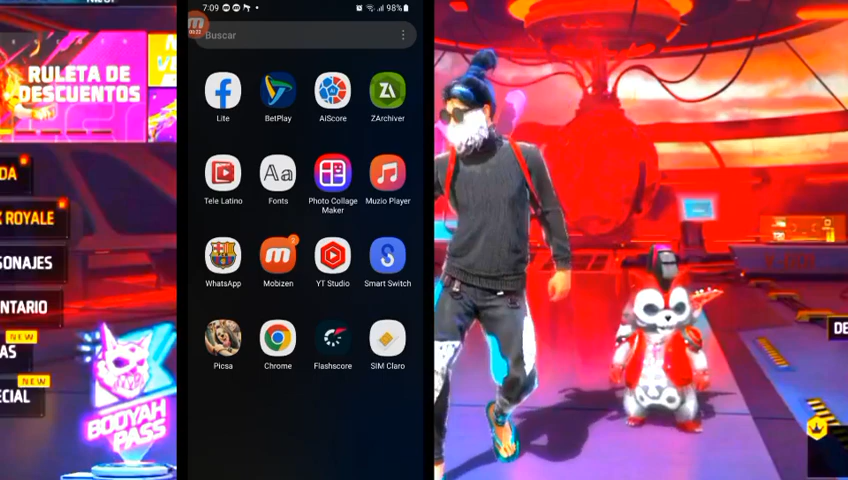 7:09
98%
Buscar
RULETA DE
DESCUENTOS
Lite
BetPlay
AiScore
ZArchiver
Tele Latino
Fonts
Photo Collage
Maker
Muzio Player
WhatsApp
Mobizen
YT Studio
Smart Switch
Picsa
Chrome
Flashscore
SIM Claro
DA
ROYALE
SONAJES
NTARIO
NEW
AS
NEW
CIAL
BOOYAH
PASS
DE